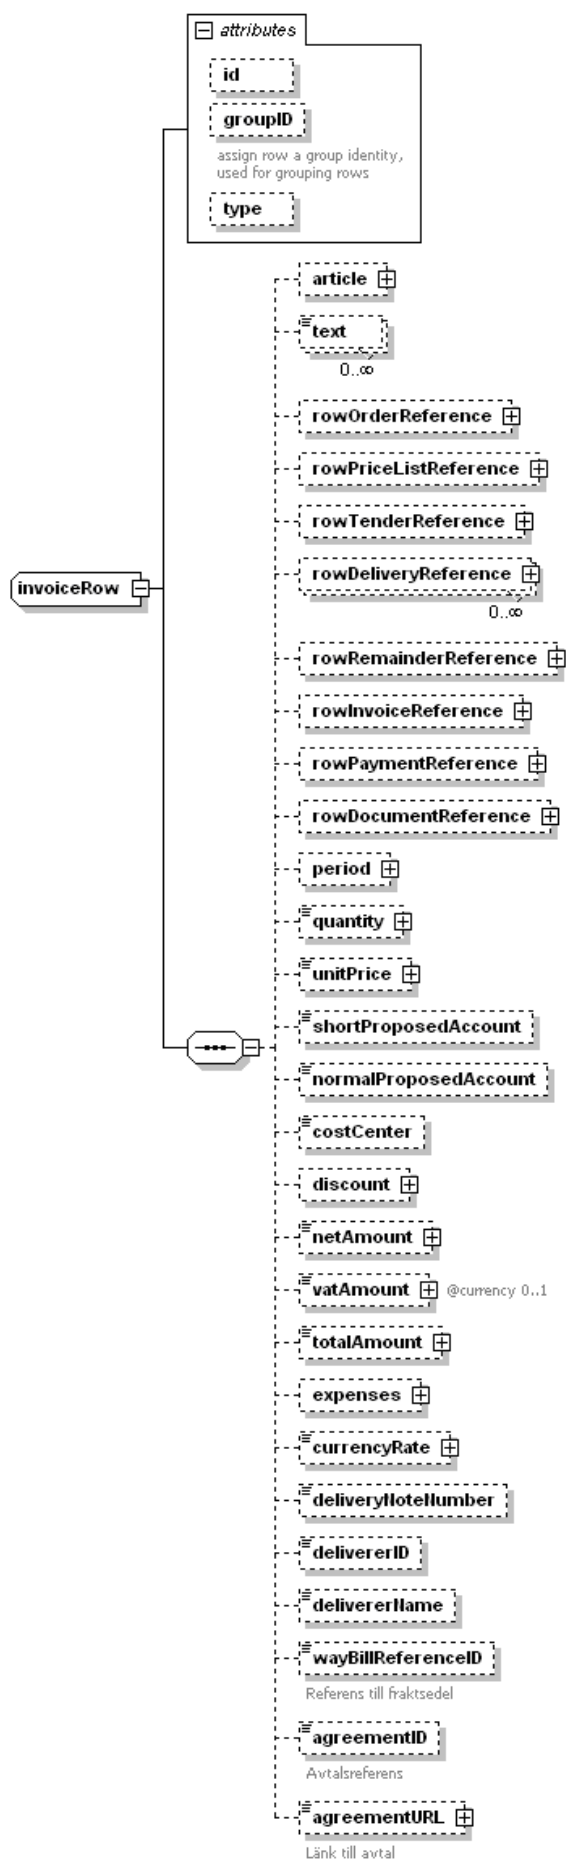 attributes
id
groupID
assign row a group identity,
used for grouping rows
type
article
text
0..∞
rowOrderReference
rowPriceListReference
rowTenderReference
invoiceRow
rowDeliveryReference
0..∞
rowRemainderReference
rowInvoiceReference
rowPaymentReference
rowDocumentReference
period
quantity
unitPrice
shortProposedAccount
normalProposedAccount
costCenter
discount
netAmount
vatAmount @currency 0..1
totalAmount
expenses
currencyRate
deliveryNoteNumber
delivererID
delivererName
wayBillReferenceID
Referens till fraktsedel
agreementID
Avtalsreferens
agreementURL
Länk till avtal